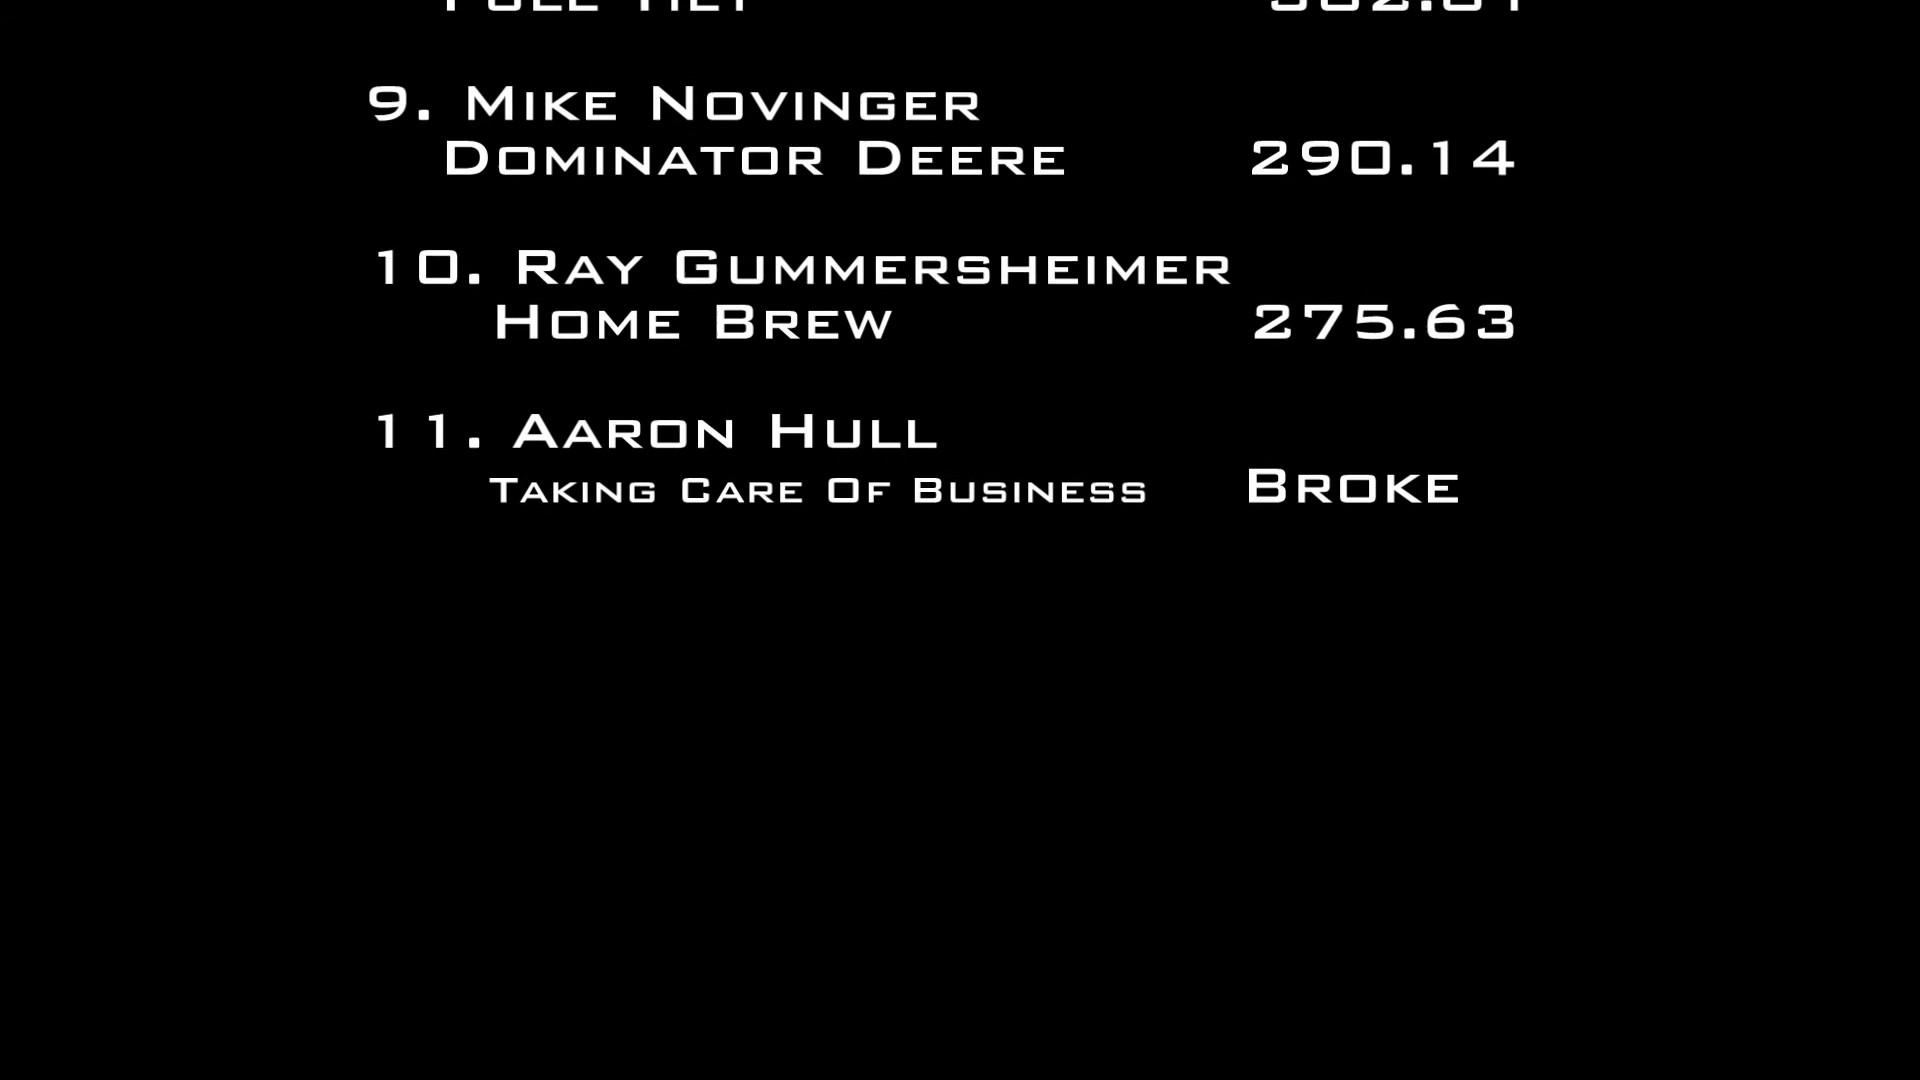 9. Mike Novinger
Dominator Deere 290.14
10. Ray Gummersheimer
Home Brew 275.63
11. Aaron Hull
Taking Care Of Business Broke